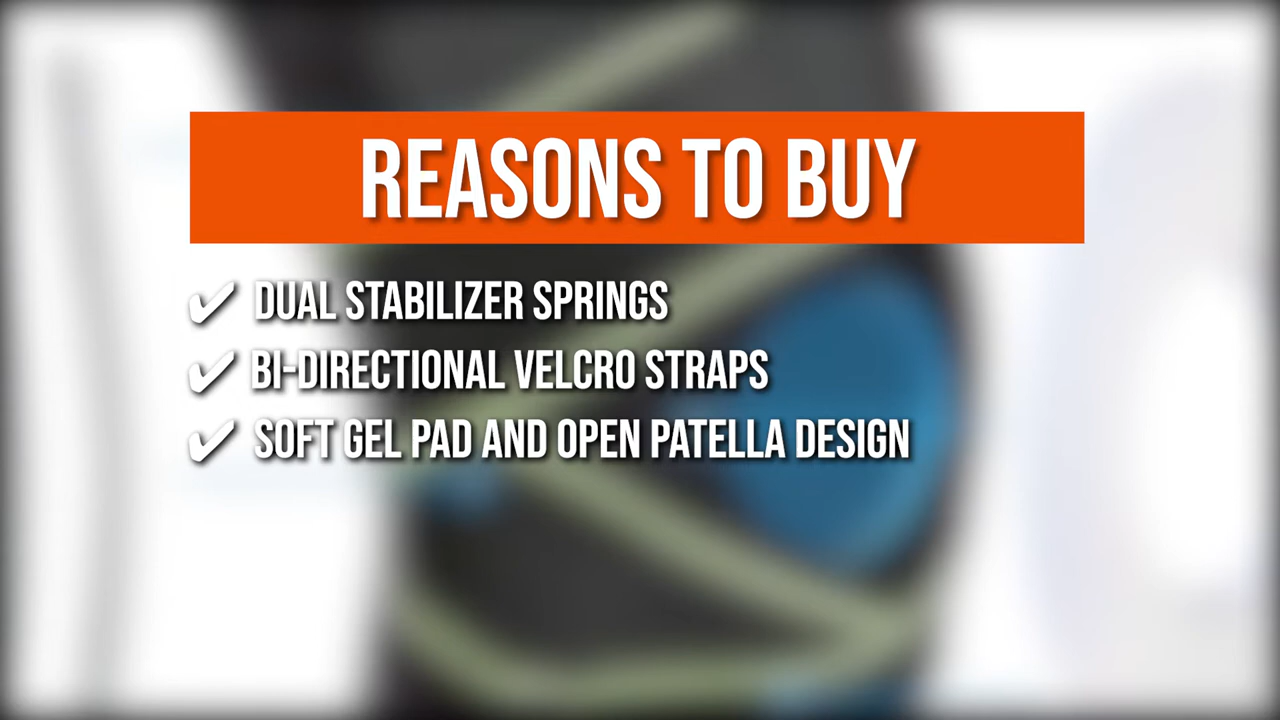 REASONS TO BUY
✔ DUAL STABILIZER SPRINGS
✔ BI-DIRECTIONAL VELCRO STRAPS
✔ SOFT GEL PAD AND OPEN PATELLA DESIGN